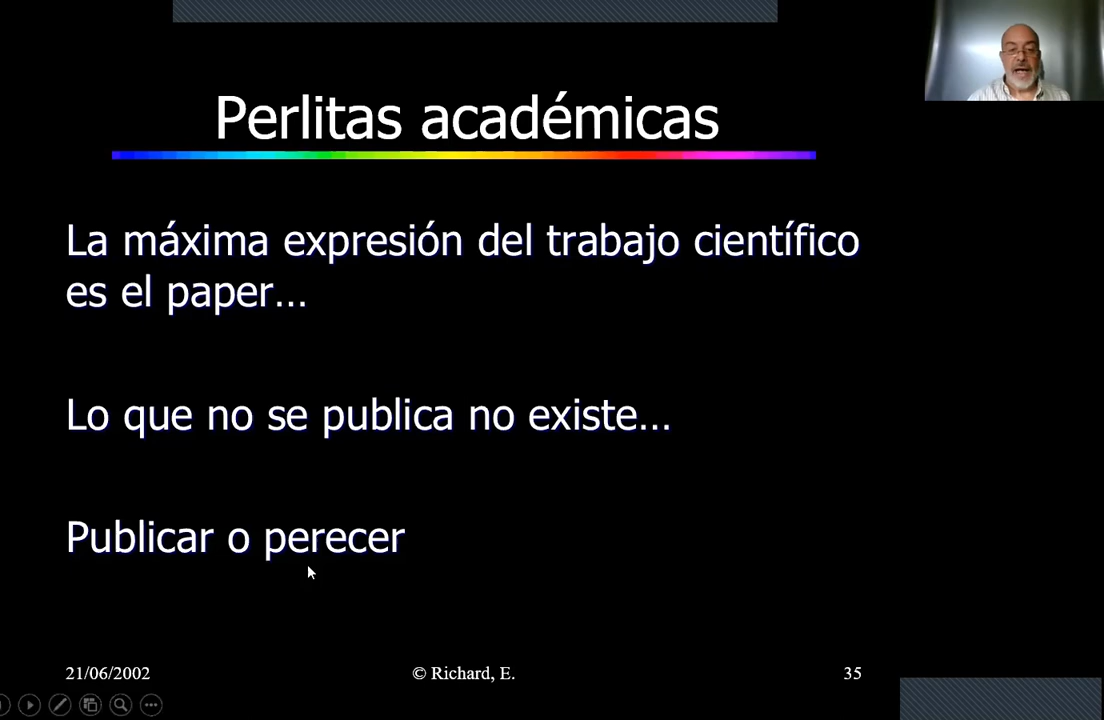 Perlitas académicas
La máxima expresión del trabajo científico
es el paper...
Lo que no se publica no existe...
Publicar o perecer
21/06/2002
© Richard, E.
35